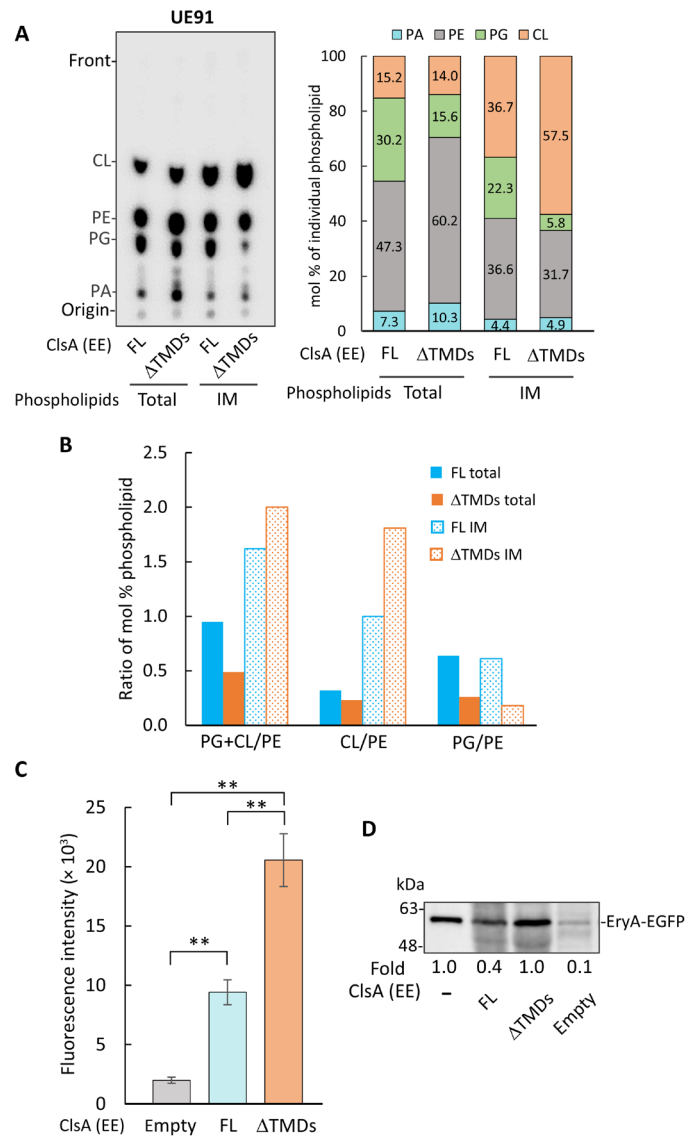 A
UE91
Front
CL
PE
PG
PA
Origin
ClsA (EE) FL ΔTMDs FL ΔTMDs
Phospholipids Total IM
PA PE PG CL
mol % of individual phospholipid
100
80
60
40
20
0
15.2 14.0 36.7 57.5
30.2 15.6 22.3 5.8
47.3 60.2 36.6 31.7
7.3 10.3 4.4 4.9
ClsA (EE) FL ΔTMDs FL ΔTMDs
Phospholipids Total IM
B
Ratio of mol % phospholipid
2.5
2.0
1.5
1.0
0.5
0.0
FL total
ΔTMDs total
FL IM
ΔTMDs IM
PG+CL/PE CL/PE PG/PE
C
Fluorescence intensity (× 10³)
25
20
15
10
5
0
**
**
**
ClsA (EE) Empty FL ΔTMDs
D
kDa
63-
48-
-EryA-EGFP
Fold 1.0 0.4 1.0 0.1
ClsA (EE) – FL ΔTMDs Empty